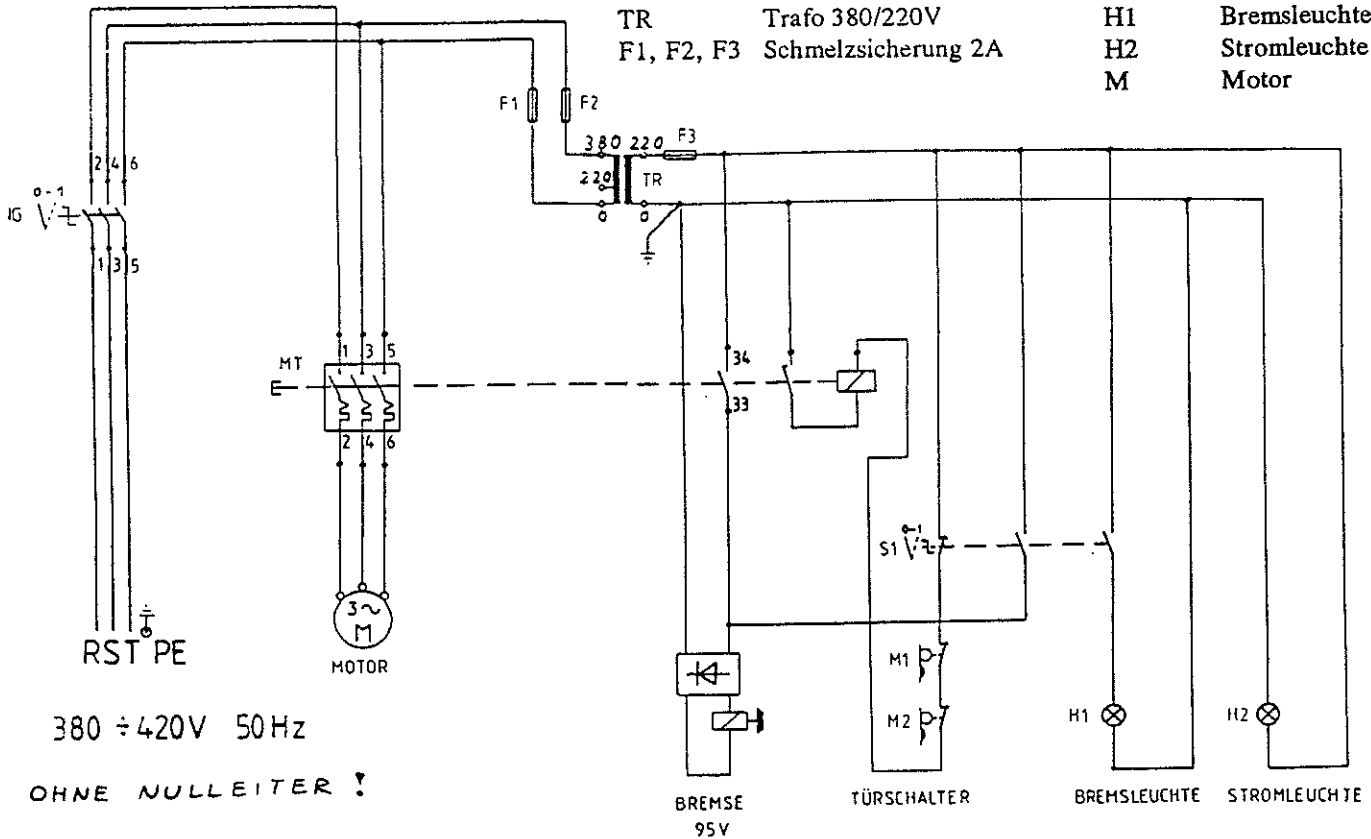 TR Trafo 380/220V H1 Bremsleuchte
F1, F2, F3 Schmelzsicherung 2A H2 Stromleuchte
M Motor
F1 F2
380 220 F3
220 TR
0 0
2 4 6
0-1
IG
1 3 5
1 3 5
MT
34
33
2 4 6
0-1
S1
3~
M
MOTOR
RST PE
M1
M2
H1 H2
380 ÷ 420V 50Hz
OHNE NULLEITER !
BREMSE
95V
TÜRSCHALTER
BREMSLEUCHTE
STROMLEUCHTE